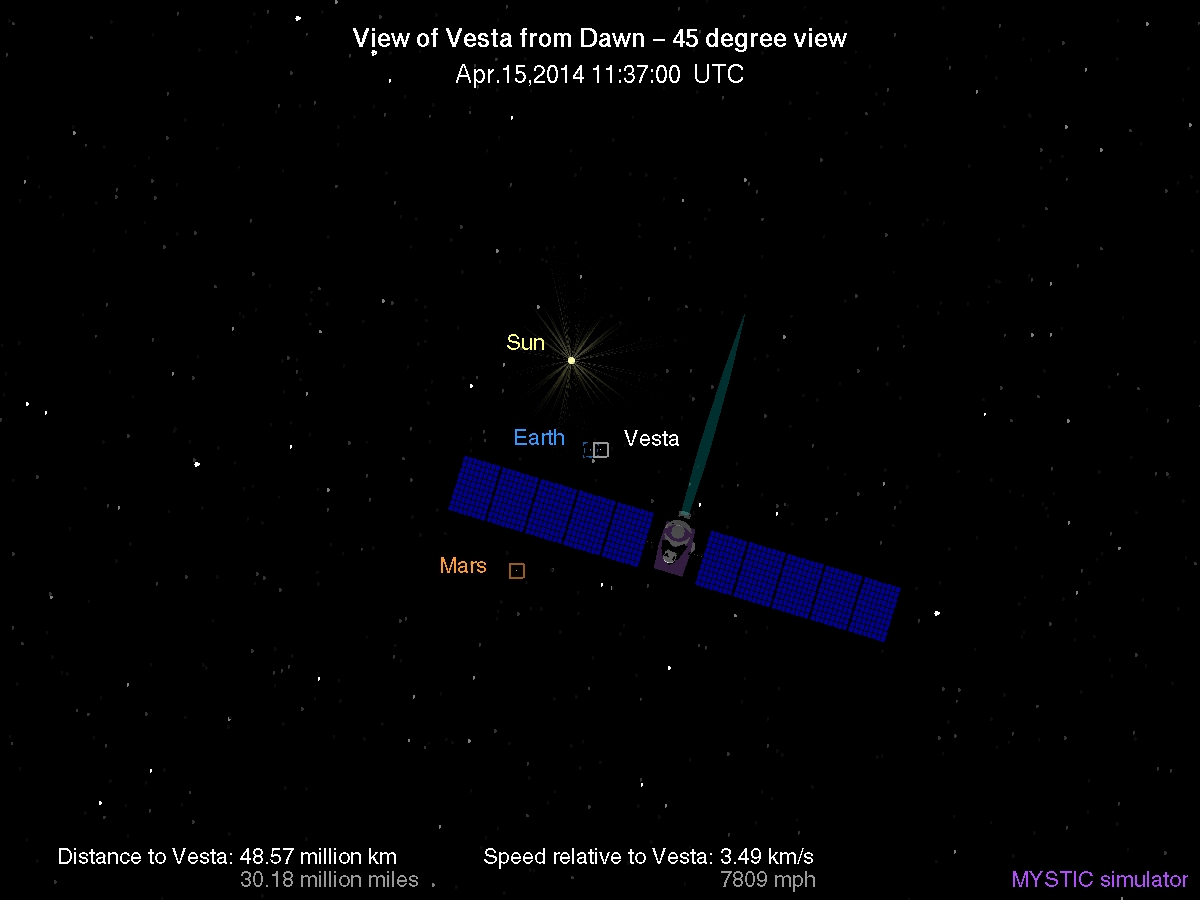 View of Vesta from Dawn – 45 degree view
Apr.15,2014 11:37:00 UTC
Sun
Earth
Vesta
Mars
Distance to Vesta: 48.57 million km
30.18 million miles
Speed relative to Vesta: 3.49 km/s
7809 mph
MYSTIC simulator